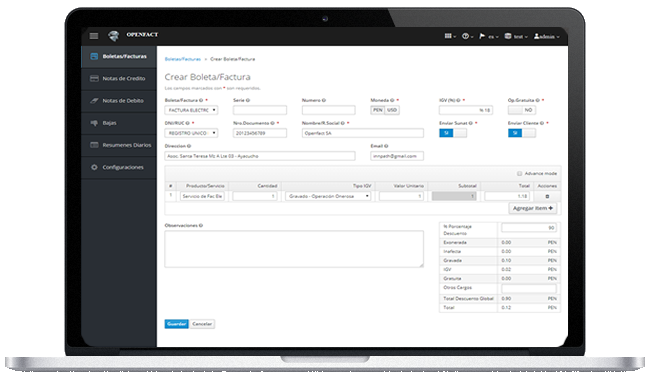 OPENFACT
es
test
admin
Boletas/Facturas
Notas de Credito
Notas de Debito
Bajas
Resumenes Diarios
Configuraciones
Boletas/Facturas Crear Boleta/Factura
Crear Boleta/Factura
Los campos marcados con * son requeridos.
Boleta/Factura * Serie Numero Moneda * IGV (%) * Op.Gratuita *
FACTURA ELECTRO PEN USD % 18 NO
DNI/RUC * Nro.Documento * Nombre/R.Social * Enviar Sunat * Enviar Cliente *
REGISTRO UNICO 20123456789 Openfact SA SI SI
Direccion Email
Asoc. Santa Teresa Mz A Lte 03 - Ayacucho
Advance mode
# Producto/Servicio Cantidad Tipo IGV Valor Unitario Subtotal Total Acciones
1 Servicio de Fac Ele 1 Gravado - Operación Onerosa 1 1 1.18
Agregar item +
Observaciones
% Porcentaje Descuento 90
Exonerada 0.00 PEN
Inafecta 0.00 PEN
Gravada 0.10 PEN
IGV 0.02 PEN
Gratuita 0.00 PEN
Otros Cargos
Total Descuento Global 0.90 PEN
Total 0.12 PEN
Guardar Cancelar